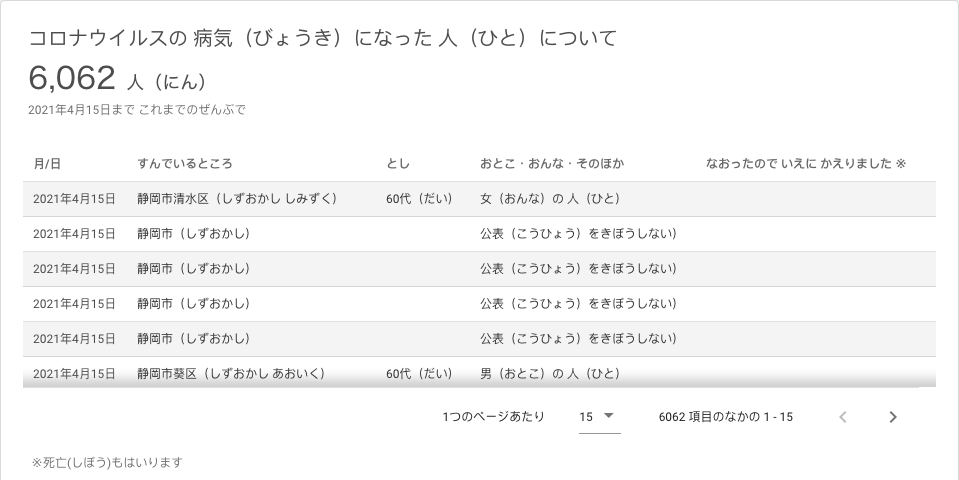 コロナウイルスの 病気（びょうき）になった 人（ひと）について
6,062 人（にん）
2021年4月15日まで これまでのぜんぶで
月/日 すんでいるところ とし おとこ・おんな・そのほか なおったので いえに かえりました ※
2021年4月15日 静岡市清水区（しずおかし しみずく） 60代（だい） 女（おんな）の 人（ひと）
2021年4月15日 静岡市（しずおかし） 公表（こうひょう）をきぼうしない）
2021年4月15日 静岡市（しずおかし） 公表（こうひょう）をきぼうしない）
2021年4月15日 静岡市（しずおかし） 公表（こうひょう）をきぼうしない）
2021年4月15日 静岡市（しずおかし） 公表（こうひょう）をきぼうしない）
2021年4月15日 静岡市葵区（しずおかし あおいく） 60代（だい） 男（おとこ）の 人（ひと）
1つのページあたり 15 6062 項目のなかの 1 - 15
※死亡(しぼう)もはいります